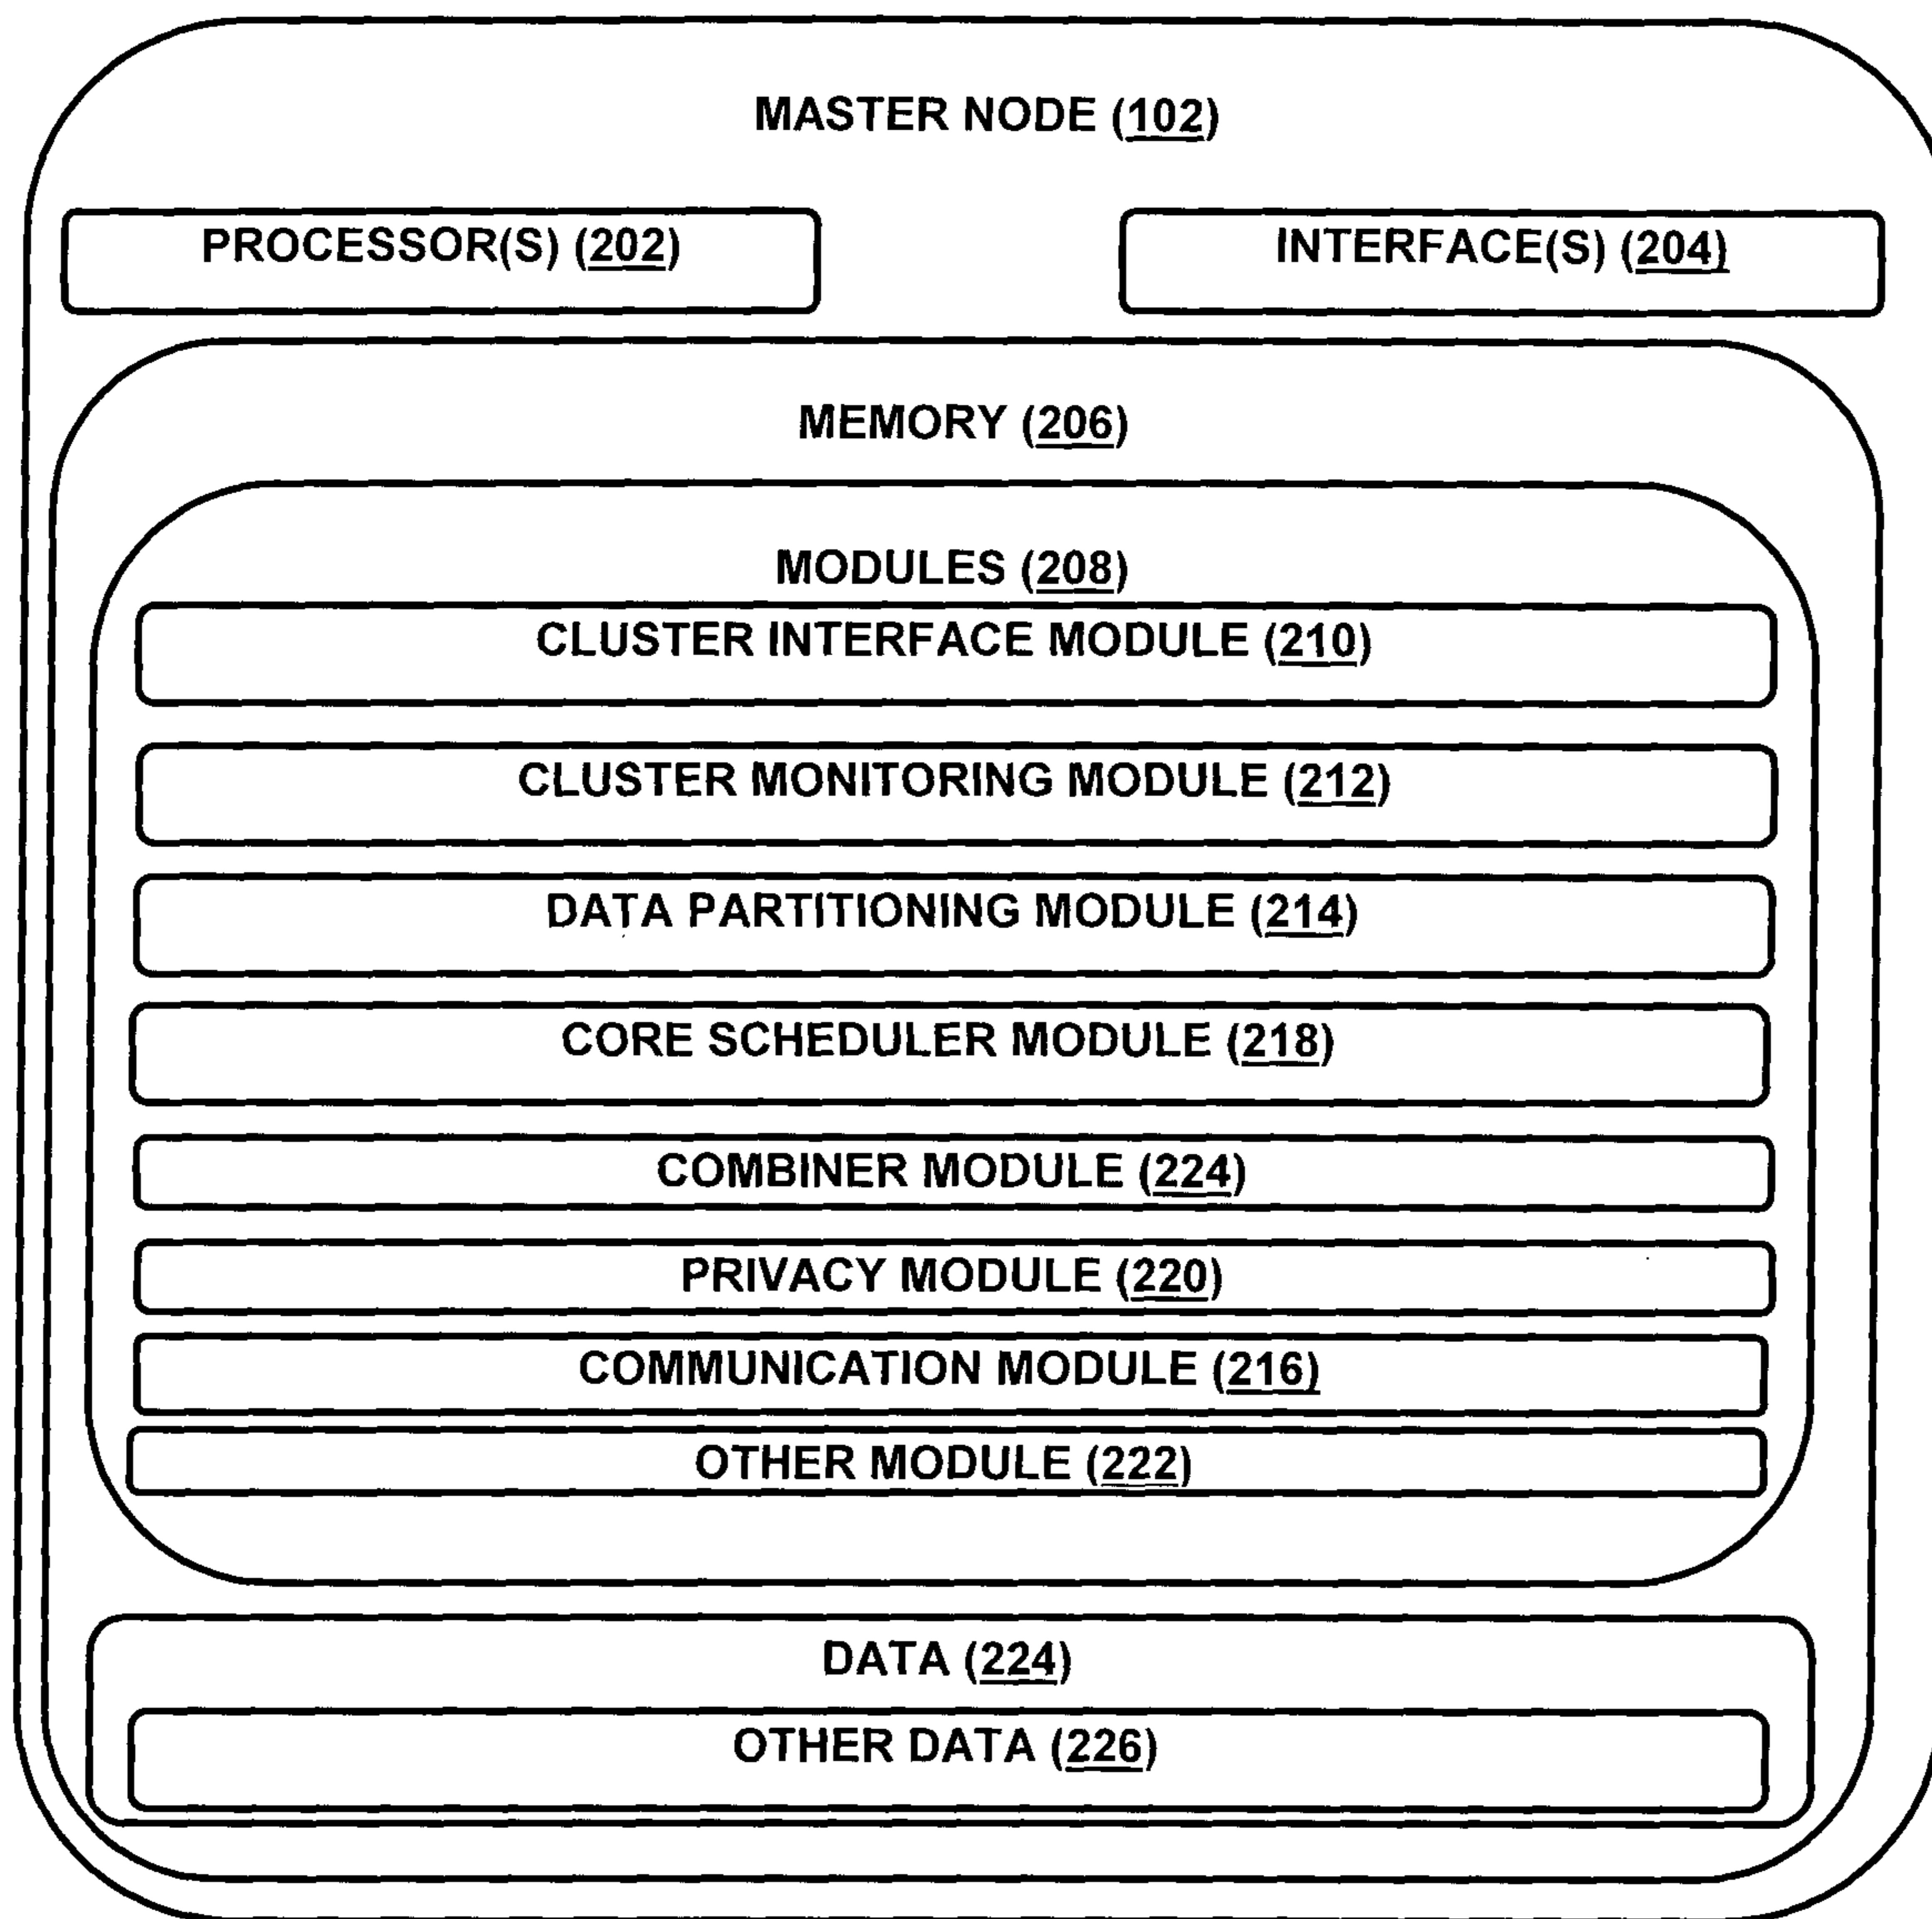 MASTER NODE (102)
PROCESSOR(S) (202)
INTERFACE(S) (204)
MEMORY (206)
MODULES (208)
CLUSTER INTERFACE MODULE (210)
CLUSTER MONITORING MODULE (212)
DATA PARTITIONING MODULE (214)
CORE SCHEDULER MODULE (218)
COMBINER MODULE (224)
PRIVACY MODULE (220)
COMMUNICATION MODULE (216)
OTHER MODULE (222)
DATA (224)
OTHER DATA (226)